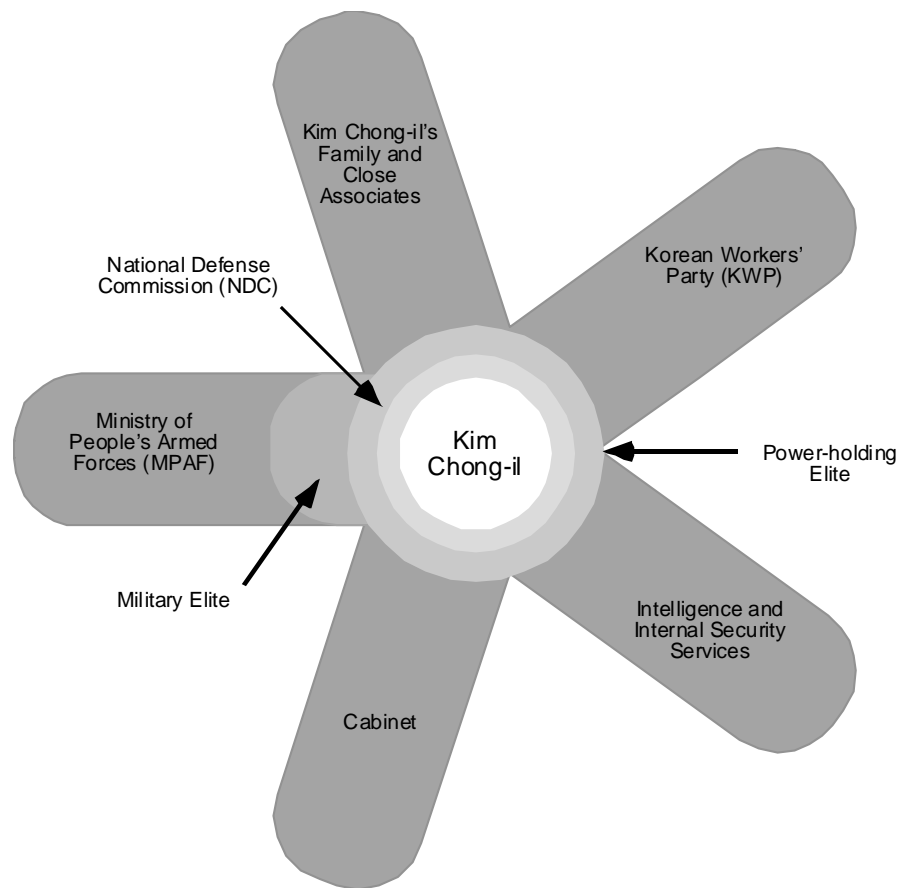 Kim Chong-il's
Family and
Close
Associates
Korean Workers'
Party (KWP)
National Defense
Commission (NDC)
Ministry of
People's Armed
Forces (MPAF)
Kim
Chong-il
Power-holding
Elite
Military Elite
Intelligence and
Internal Security
Services
Cabinet